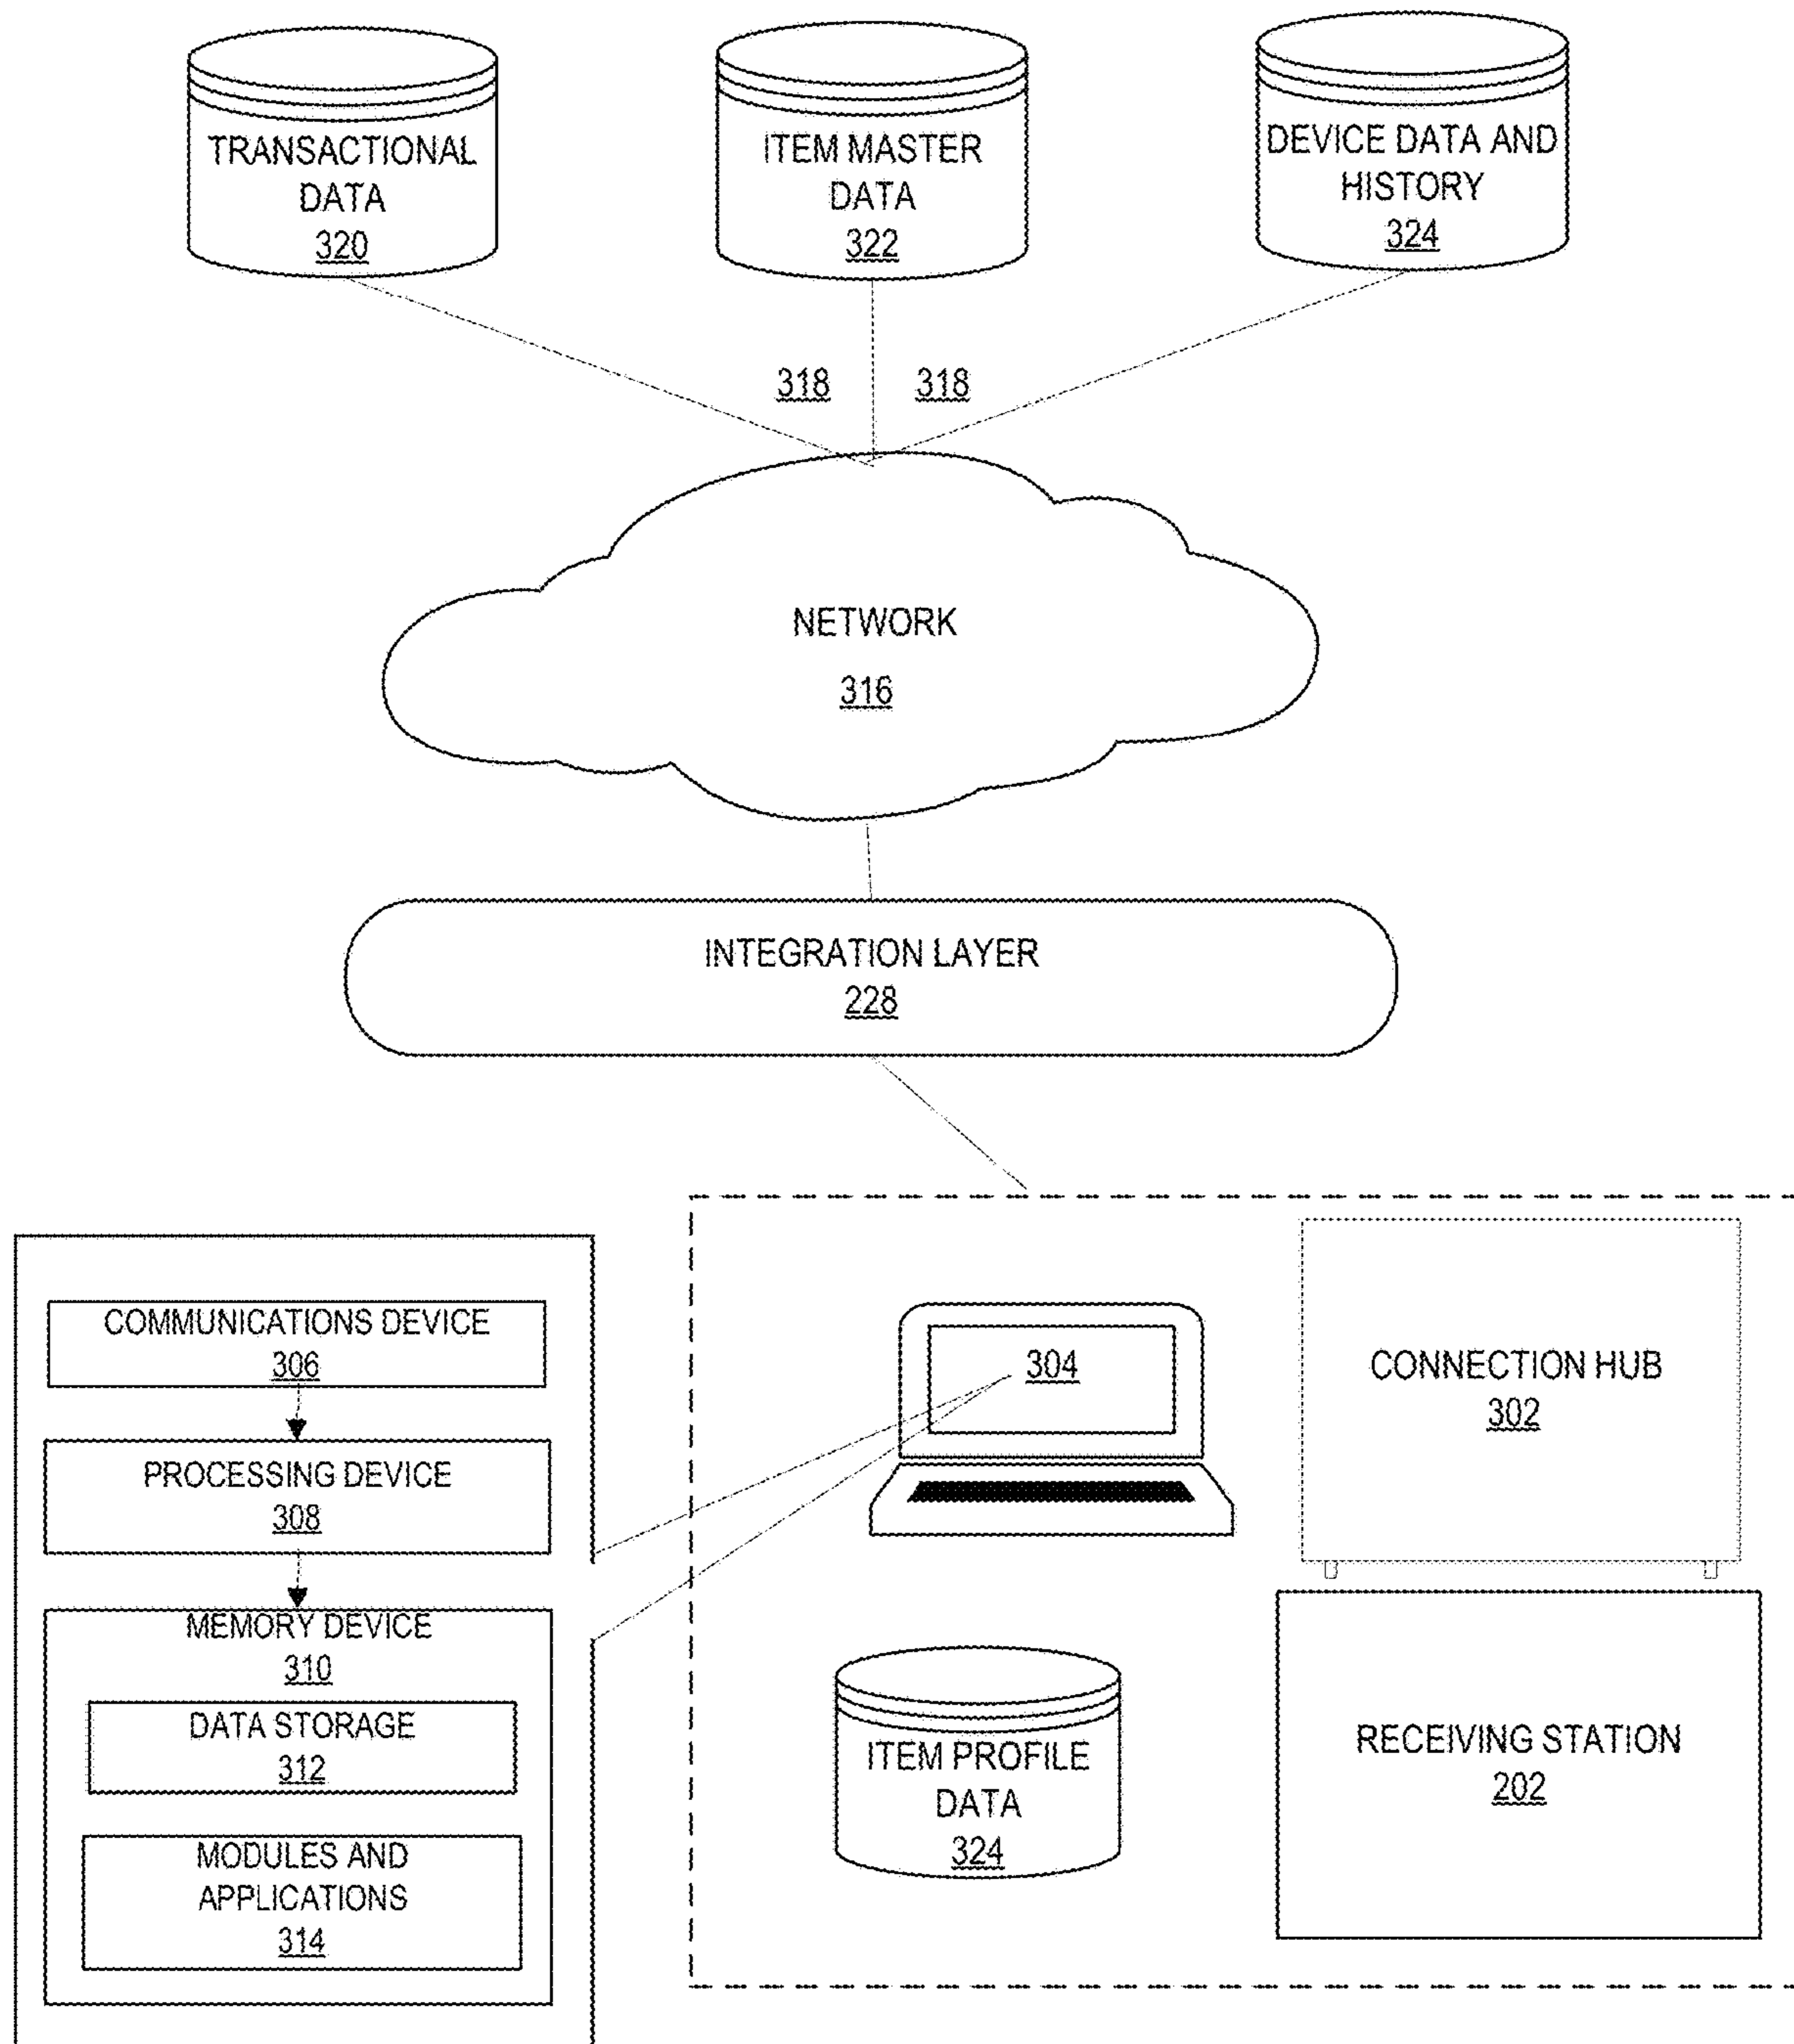 TRANSACTIONAL
DATA
320
ITEM MASTER
DATA
322
DEVICE DATA AND
HISTORY
324
318
318
NETWORK
316
INTEGRATION LAYER
228
COMMUNICATIONS DEVICE
306
PROCESSING DEVICE
308
MEMORY DEVICE
310
DATA STORAGE
312
MODULES AND
APPLICATIONS
314
304
CONNECTION HUB
302
ITEM PROFILE
DATA
324
RECEIVING STATION
202